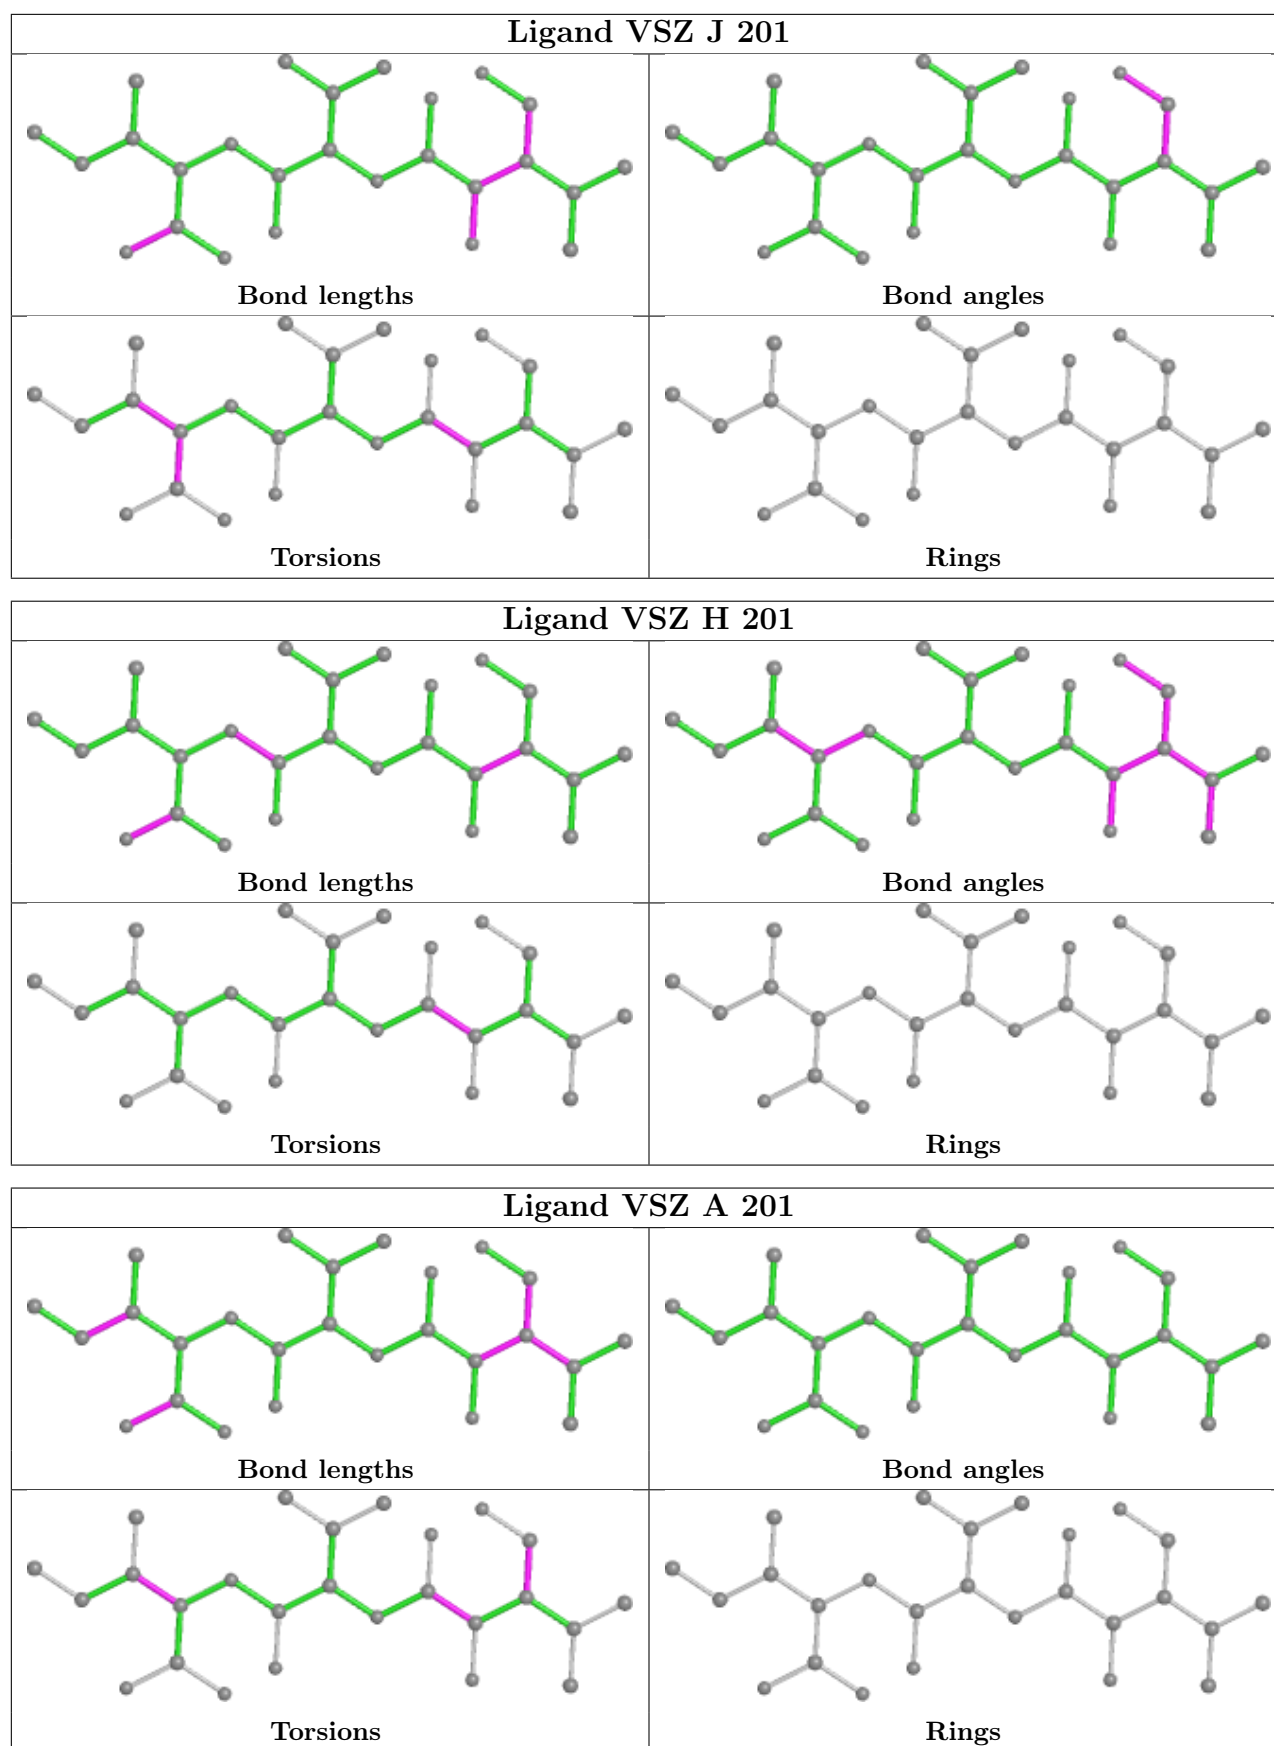 Ligand VSZ J 201
Bond lengths
Bond angles
Torsions
Rings
Ligand VSZ H 201
Bond lengths
Bond angles
Torsions
Rings
Ligand VSZ A 201
Bond lengths
Bond angles
Torsions
Rings